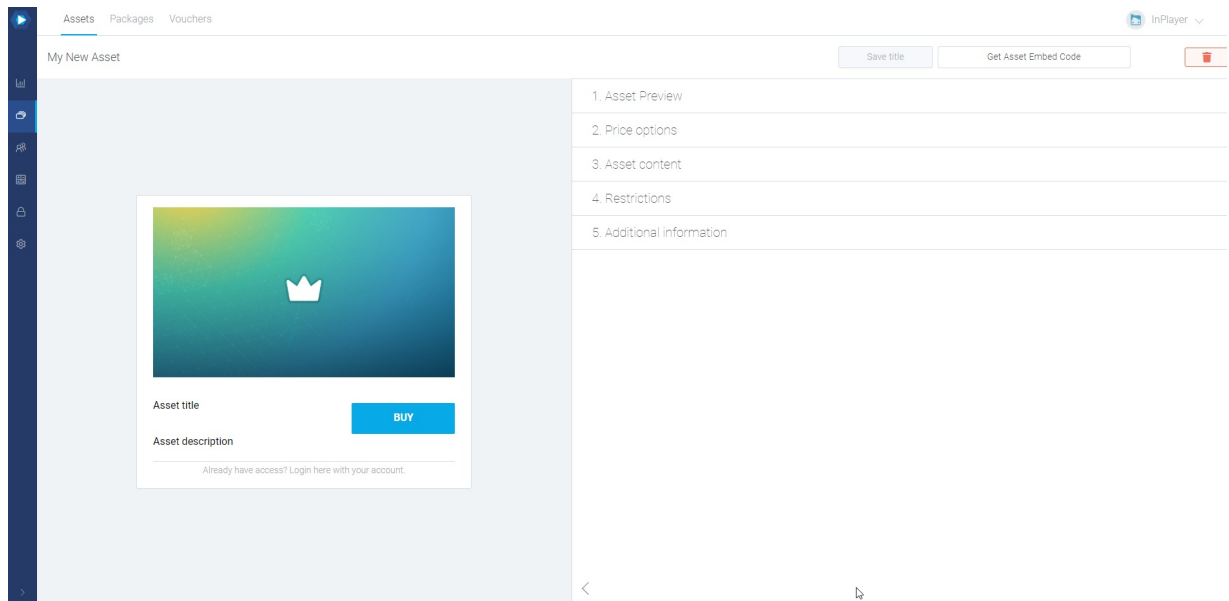 Assets Packages Vouchers
InPlayer
My New Asset
Save title
Get Asset Embed Code
1. Asset Preview
2. Price options
3. Asset content
4. Restrictions
5. Additional information
Asset title
BUY
Asset description
Already have access? Login here with your account.